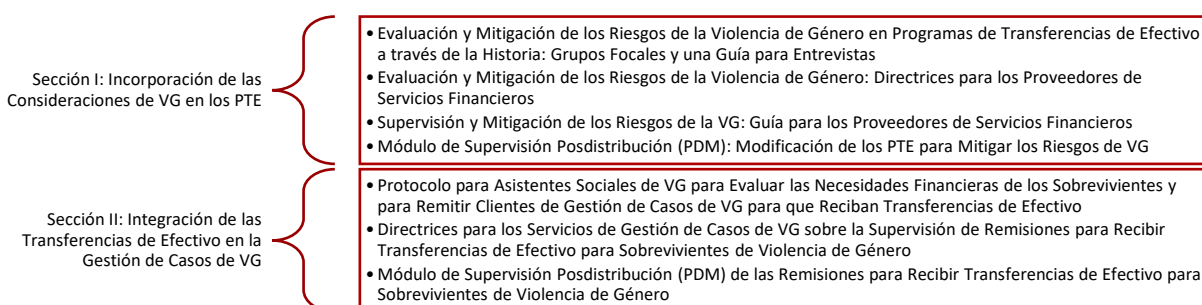 Sección I: Incorporación de las
Consideraciones de VG en los PTE
• Evaluación y Mitigación de los Riesgos de la Violencia de Género en Programas de Transferencias de Efectivo
a través de la Historia: Grupos Focales y una Guía para Entrevistas
• Evaluación y Mitigación de los Riesgos de la Violencia de Género: Directrices para los Proveedores de
Servicios Financieros
• Supervisión y Mitigación de los Riesgos de la VG: Guía para los Proveedores de Servicios Financieros
• Módulo de Supervisión Posdistribución (PDM): Modificación de los PTE para Mitigar los Riesgos de VG
Sección II: Integración de las
Transferencias de Efectivo en la
Gestión de Casos de VG
• Protocolo para Asistentes Sociales de VG para Evaluar las Necesidades Financieras de los Sobrevivientes y
para Remitir Clientes de Gestión de Casos de VG para que Reciban Transferencias de Efectivo
• Directrices para los Servicios de Gestión de Casos de VG sobre la Supervisión de Remisiones para Recibir
Transferencias de Efectivo para Sobrevivientes de Violencia de Género
• Módulo de Supervisión Posdistribución (PDM) de las Remisiones para Recibir Transferencias de Efectivo para
Sobrevivientes de Violencia de Género